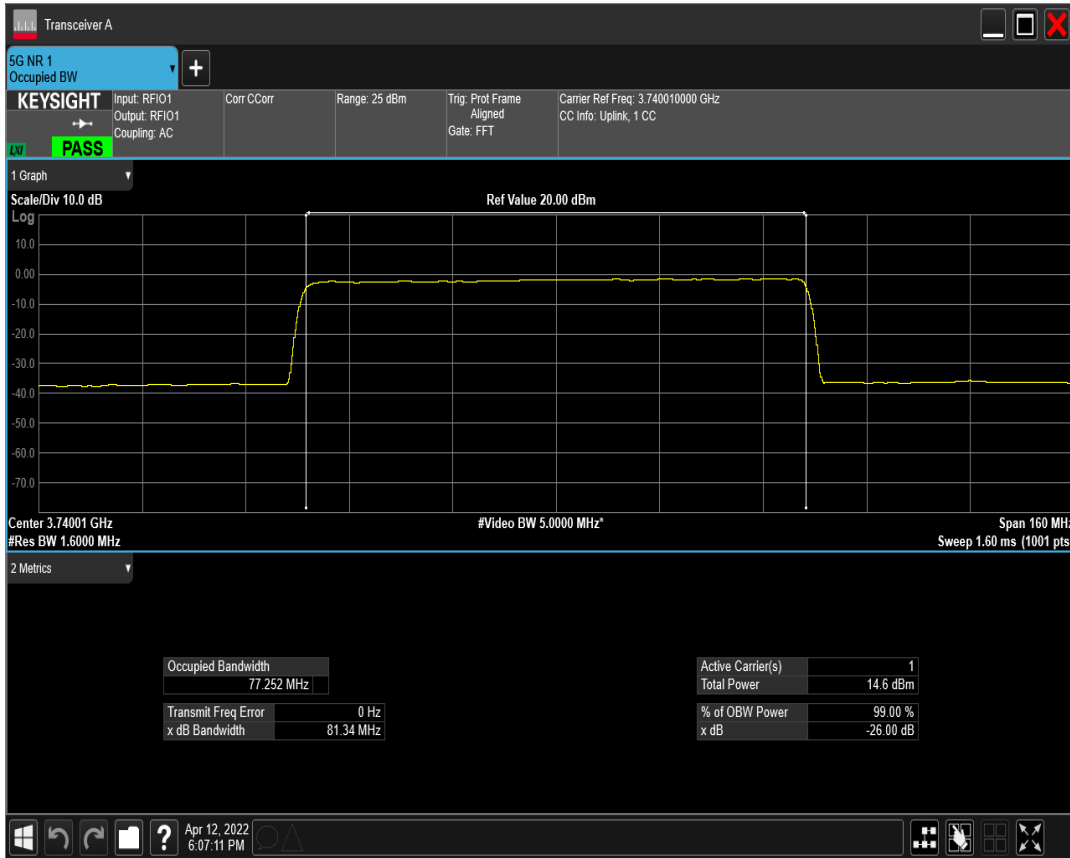 Transceiver A
5G NR 1
Occupied BW
+
KEYSIGHT
LXI
PASS
Input: RFIO1
Output: RFIO1
Coupling: AC
Corr CCorr
Range: 25 dBm
Trig: Prot Frame
Aligned
Gate: FFT
Carrier Ref Freq: 3.740010000 GHz
CC Info: Uplink, 1 CC
1 Graph
Scale/Div 10.0 dB
Ref Value 20.00 dBm
Log
10.0
0.00
-10.0
-20.0
-30.0
-40.0
-50.0
-60.0
-70.0
Center 3.74001 GHz
#Video BW 5.0000 MHz*
Span 160 MHz
#Res BW 1.6000 MHz
Sweep 1.60 ms (1001 pts
2 Metrics
Occupied Bandwidth
77.252 MHz
Transmit Freq Error 0 Hz
x dB Bandwidth 81.34 MHz
Active Carrier(s) 1
Total Power 14.6 dBm
% of OBW Power 99.00 %
x dB -26.00 dB
?
Apr 12, 2022
6:07:11 PM